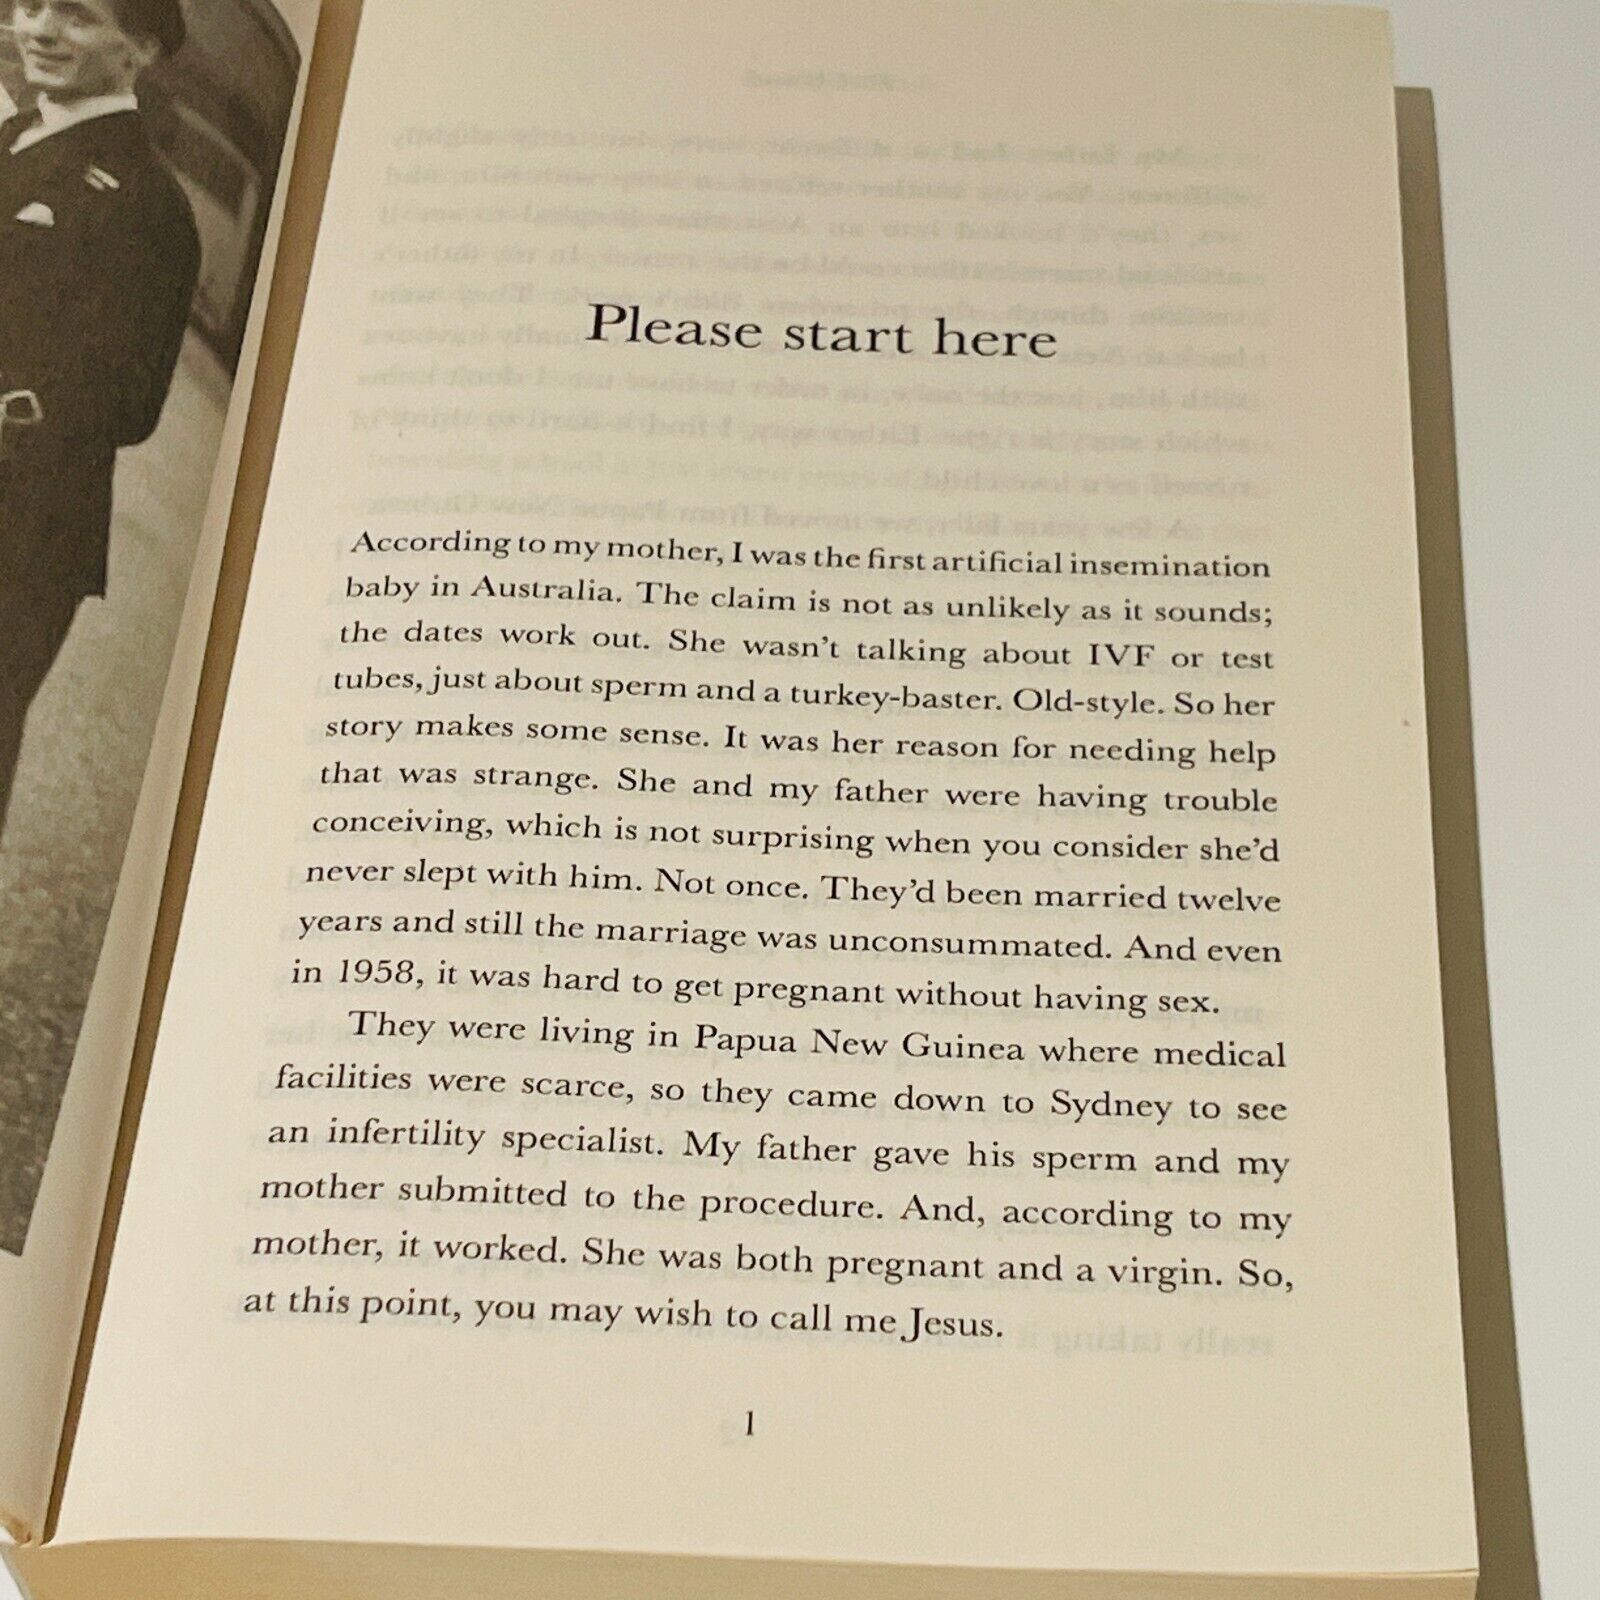 Please start here
According to my mother, I was the first artificial insemination
baby in Australia. The claim is not as unlikely as it sounds;
the dates work out. She wasn't talking about IVF or test
tubes, just about sperm and a turkey-baster. Old-style. So her
story makes some sense. It was her reason for needing help
that was strange. She and my father were having trouble
conceiving, which is not surprising when you consider she'd
never slept with him. Not once. They'd been married twelve
years and still the marriage was unconsummated. And even
in 1958, it was hard to get pregnant without having sex.
They were living in Papua New Guinea where medical
facilities were scarce, so they came down to Sydney to see
an infertility specialist. My father gave his sperm and my
mother submitted to the procedure. And, according to my
mother, it worked. She was both pregnant and a virgin. So,
at this point, you may wish to call me Jesus.
1